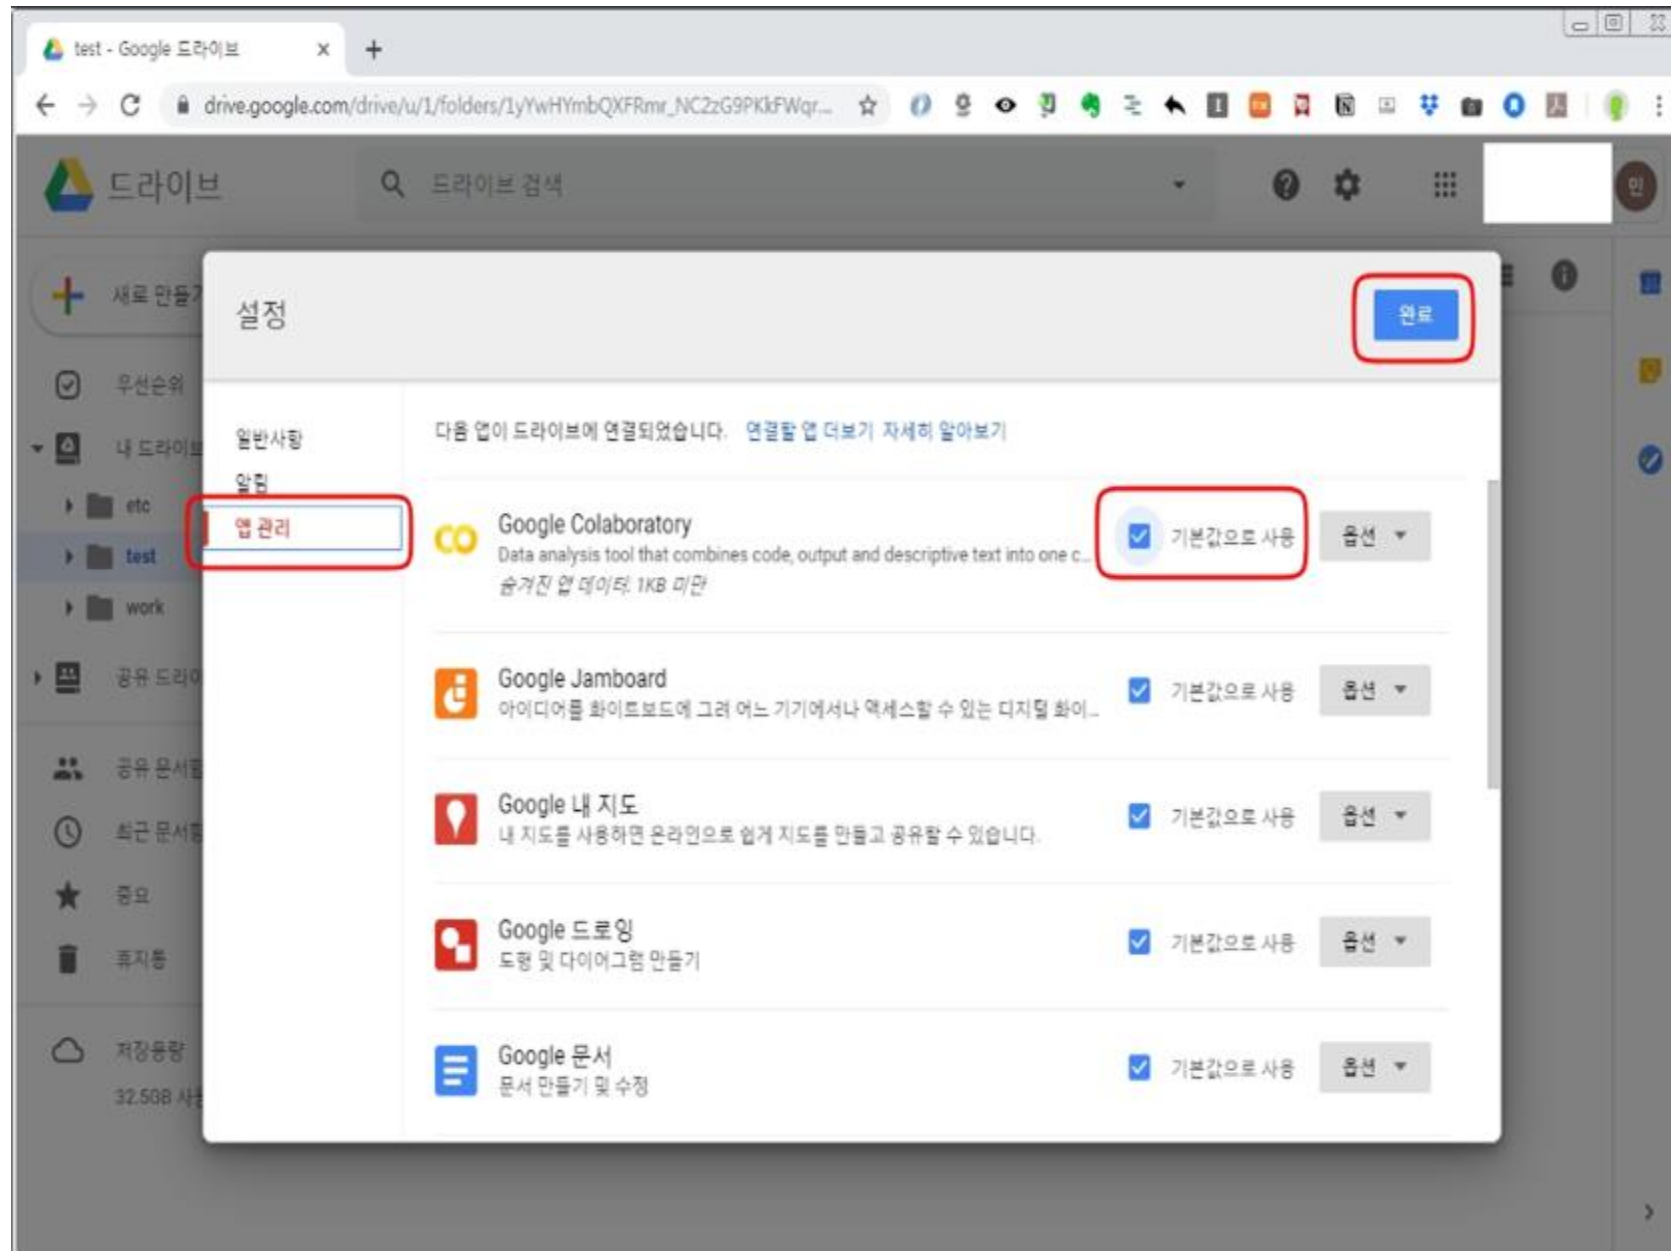 test - Google 드라이브
drive.google.com/drive/u/1/folders/1yYwHYmbQXFRmr_NC2zG9PKkFWqr...
드라이브
드라이브 검색
민
새로 만들기
설정
완료
우선순위
내 드라이브
etc
test
work
공유 드라이
공유 문서함
최근 문서함
중요
휴지통
저장용량
32.5GB 사용
일반사항
알림
앱 관리
다음 앱이 드라이브에 연결되었습니다. 연결할 앱 더보기 자세히 알아보기
CO
Google Colaboratory
Data analysis tool that combines code, output and descriptive text into one c...
숨겨진 앱 데이터: 1KB 미만
기본값으로 사용
옵션
Google Jamboard
아이디어를 화이트보드에 그려 어느 기기에서나 액세스할 수 있는 디지털 화이...
기본값으로 사용
옵션
Google 내 지도
내 지도를 사용하면 온라인으로 쉽게 지도를 만들고 공유할 수 있습니다.
기본값으로 사용
옵션
Google 드로잉
도형 및 다이어그램 만들기
기본값으로 사용
옵션
Google 문서
문서 만들기 및 수정
기본값으로 사용
옵션